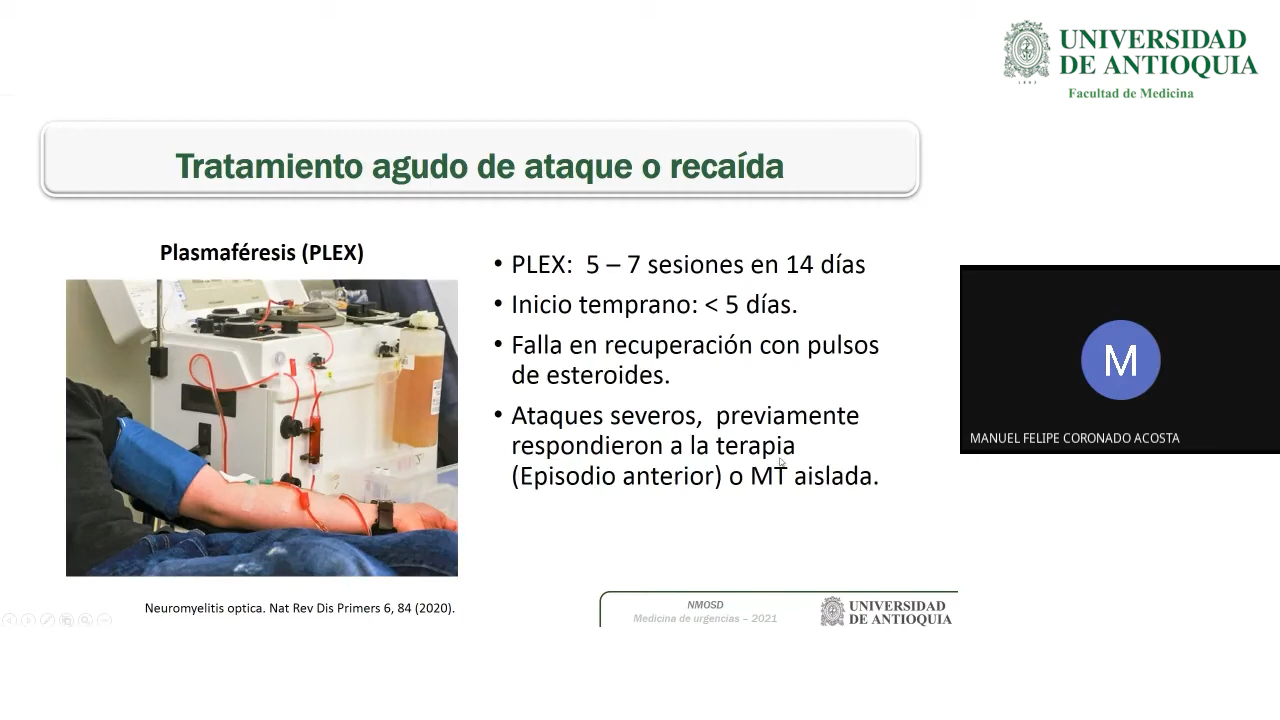 UNIVERSIDAD
DE ANTIOQUIA
1803
Facultad de Medicina
Tratamiento agudo de ataque o recaída
Plasmaféresis (PLEX)
• PLEX: 5 – 7 sesiones en 14 días
• Inicio temprano: < 5 días.
• Falla en recuperación con pulsos
de esteroides.
• Ataques severos, previamente
respondieron a la terapia
(Episodio anterior) o MT aislada.
M
MANUEL FELIPE CORONADO ACOSTA
Neuromyelitis optica. Nat Rev Dis Primers 6, 84 (2020).
NMOSD
Medicina de urgencias – 2021
UNIVERSIDAD
DE ANTIOQUIA